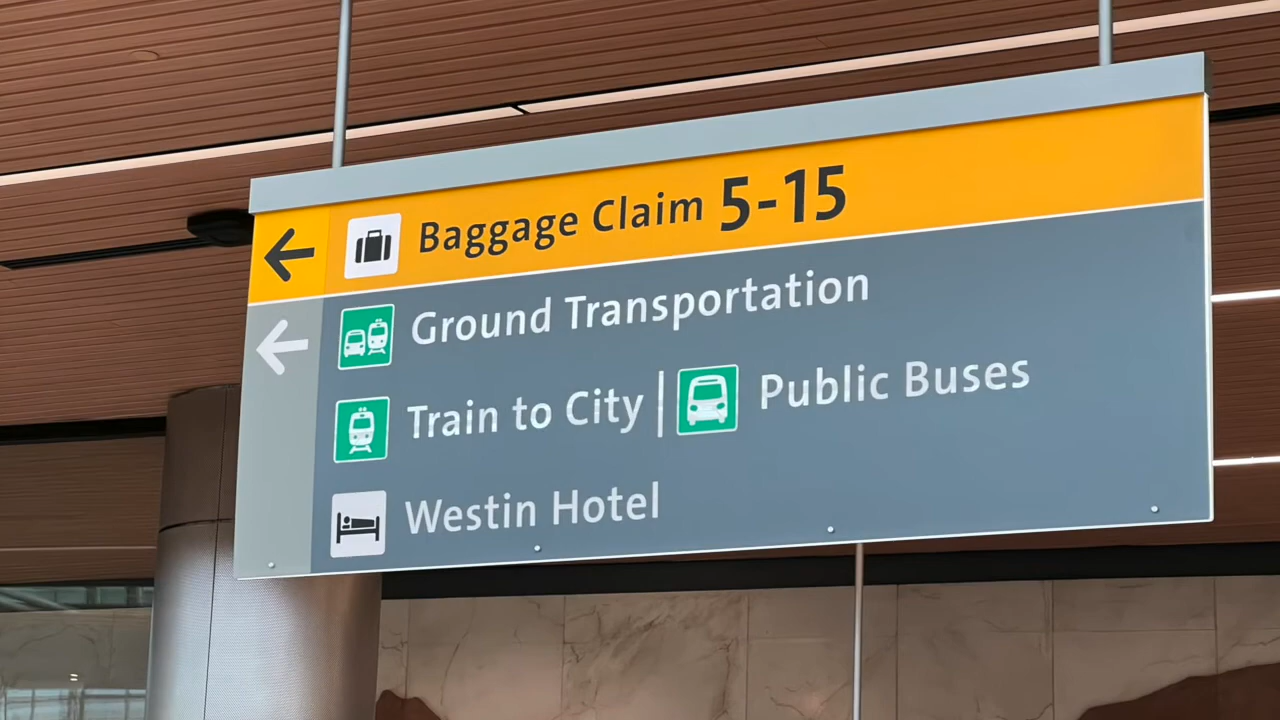 Baggage Claim 5-15
Ground Transportation
Train to City | Public Buses
Westin Hotel